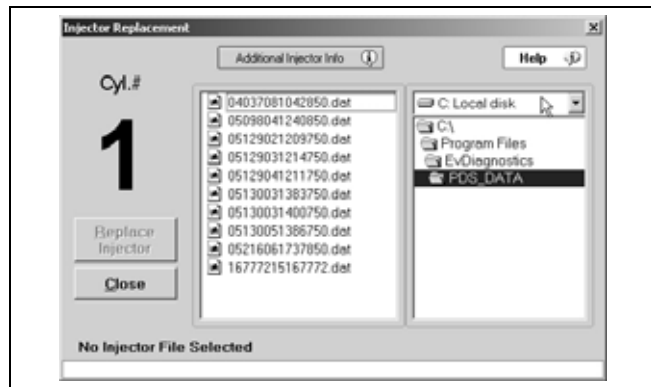 Injector Replacement
Additional Injector Info
Help
Cyl.#
1
Replace Injector
Close
04037081042850.dat
05098041240850.dat
05129021209750.dat
05129031214750.dat
05129041211750.dat
05130031383750.dat
05130031400750.dat
05130051386750.dat
05216061737850.dat
16777215167772.dat
C: Local disk
C:\
Program Files
EvDiagnostics
PDS_DATA
No Injector File Selected